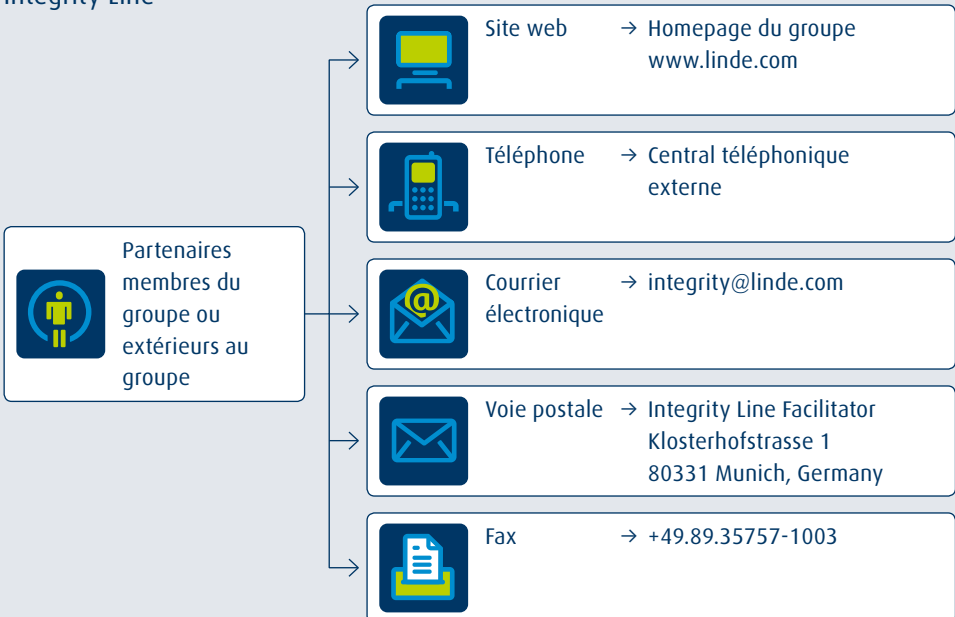 Integrity Line
Site web → Homepage du groupe
www.linde.com
Téléphone → Central téléphonique
externe
Partenaires
membres du
groupe ou
extérieurs au
groupe
Courrier → integrity@linde.com
électronique
Voie postale → Integrity Line Facilitator
Klosterhofstrasse 1
80331 Munich, Germany
Fax → +49.89.35757-1003